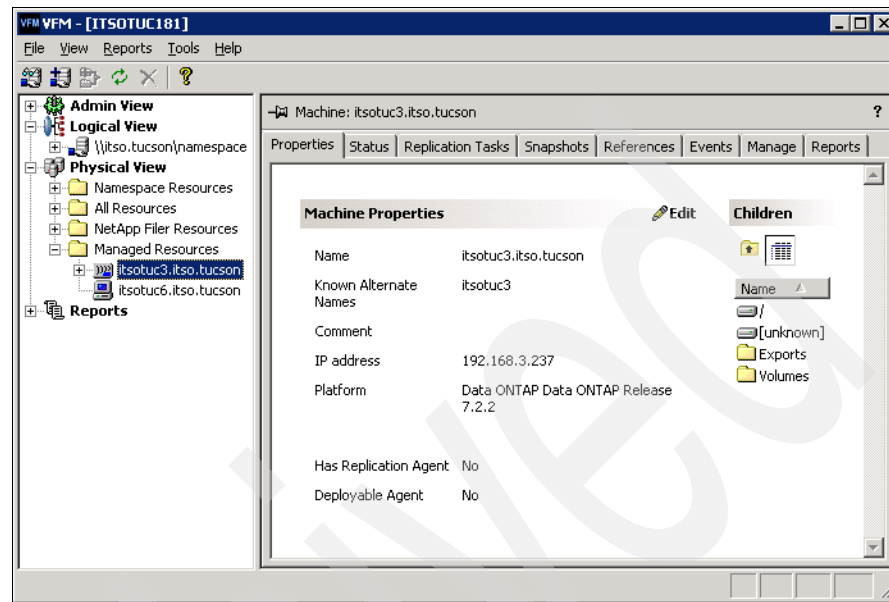 VFM VFM - [ITSOTUC181]
File View Reports Tools Help
Admin View
Logical View
\\itso.tucson\namespace
Physical View
Namespace Resources
All Resources
NetApp Filer Resources
Managed Resources
itsotuc3.itso.tucson
itsotuc6.itso.tucson
Reports
Machine: itsotuc3.itso.tucson ?
Properties Status Replication Tasks Snapshots References Events Manage Reports
Machine Properties Edit
Name itsotuc3.itso.tucson
Known Alternate itsotuc3
Names
Comment
IP address 192.168.3.237
Platform Data ONTAP Data ONTAP Release
7.2.2
Has Replication Agent No
Deployable Agent No
Children
Name
/
[unknown]
Exports
Volumes